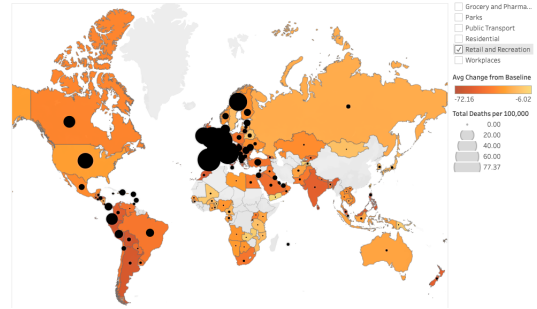 Grocery and Pharma...
Parks
Public Transport
Residential
Retail and Recreation
Workplaces
Avg Change from Baseline
-72.16 -6.02
Total Deaths per 100,000
0.00
20.00
40.00
60.00
77.37